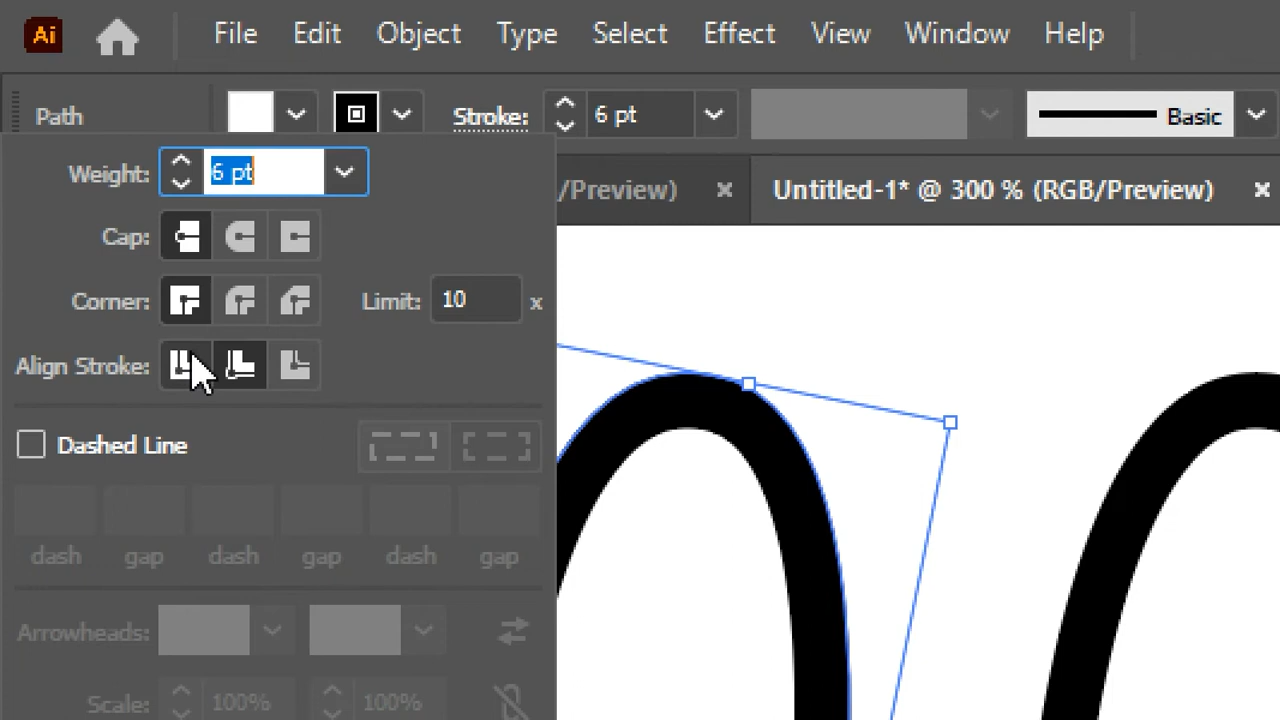 Ai File Edit Object Type Select Effect View Window Help
Path Stroke: 6 pt Basic
Weight: 6 pt
/Preview) × Untitled-1* @ 300 % (RGB/Preview) ×
Cap:
Corner: Limit: 10 x
Align Stroke:
Dashed Line
dash gap dash gap dash gap
Arrowheads:
Scale: 100% 100%